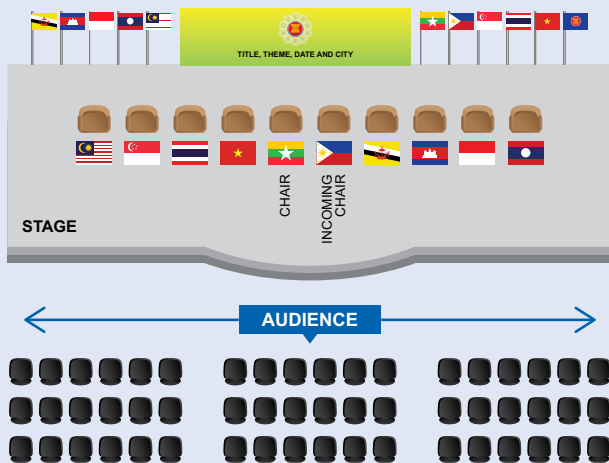 TITLE, THEME, DATE AND CITY
CHAIR
INCOMING
CHAIR
STAGE
AUDIENCE